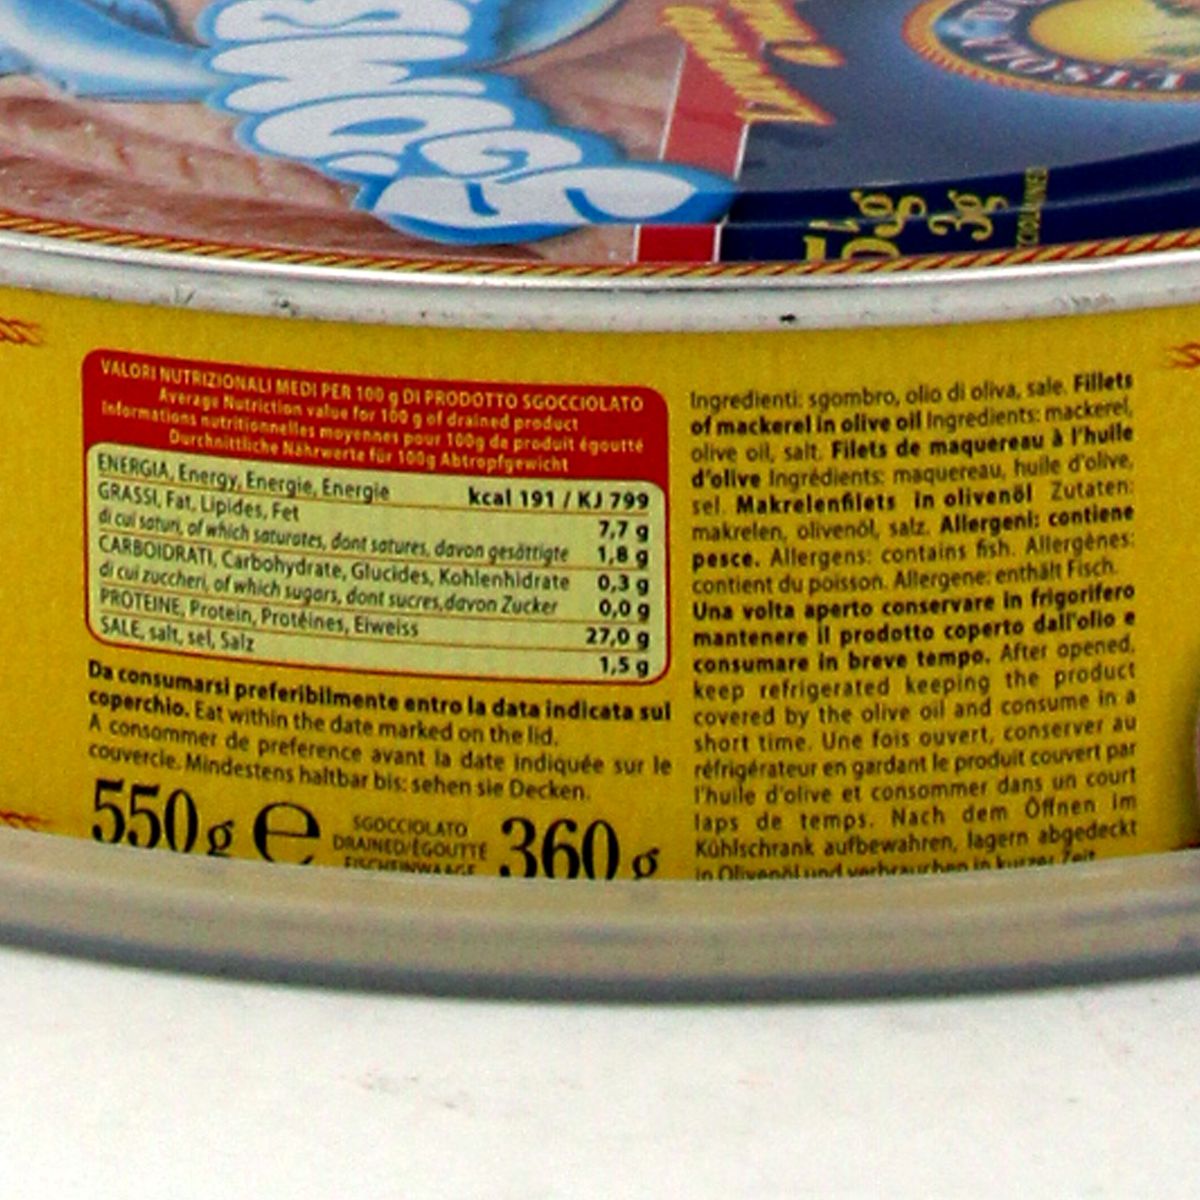 VALORI NUTRIZIONALI MEDI PER 100 g DI PRODOTTO SGOCCIOLATO
Average Nutriction value for 100 g of drained product
Informations nutritionnelles moyennes pour 100g de produit égoutté
Durchnittliche Nährwerte für 100g Abtropfgewicht
ENERGIA, Energy, Energie, Energie kcal 191 / KJ 799
GRASSI, Fat, Lipides, Fet 7,7 g
di cui saturi, of which saturates, dont satures, davon gesättigte 1,8 g
CARBOIDRATI, Carbohydrate, Glucides, Kohlenhidrate 0,3 g
di cui zuccheri, of which sugars, dont sucres, davon Zucker 0,0 g
PROTEINE, Protein, Protéines, Eiweiss 27,0 g
SALE, salt, sel, Salz 1,5 g
Da consumarsi preferibilmente entro la data indicata sul
coperchio. Eat within the date marked on the lid.
A consommer de preference avant la date indiquée sur le
couvercle. Mindestens haltbar bis: sehen sie Decken.
550 g e SGOCCIOLATO 360 g
DRAINED/ÉGOUTTÉ
Ingredienti: sgombro, olio di oliva, sale. Fillets
of mackerel in olive oil Ingredients: mackerel,
olive oil, salt. Filets de maquereau à l'huile
d'olive Ingrédients: maquereau, huile d'olive,
sel. Makrelenfilets in olivenöl Zutaten:
makrelen, olivenöl, salz. Allergeni: contiene
pesce. Allergens: contains fish. Allergènes:
contient du poisson. Allergene: enthält Fisch.
Una volta aperto conservare in frigorifero
mantenere il prodotto coperto dall'olio e
consumare in breve tempo. After opened,
keep refrigerated keeping the product
covered by the olive oil and consume in a
short time. Une fois ouvert, conserver au
réfrigérateur en gardant le produit couvert par
l'huile d'olive et consommer dans un court
laps de temps. Nach dem Öffnen im
Kühlschrank aufbewahren, lagern abgedeckt
in Olivenöl und verbrauchen in kurzer Zeit